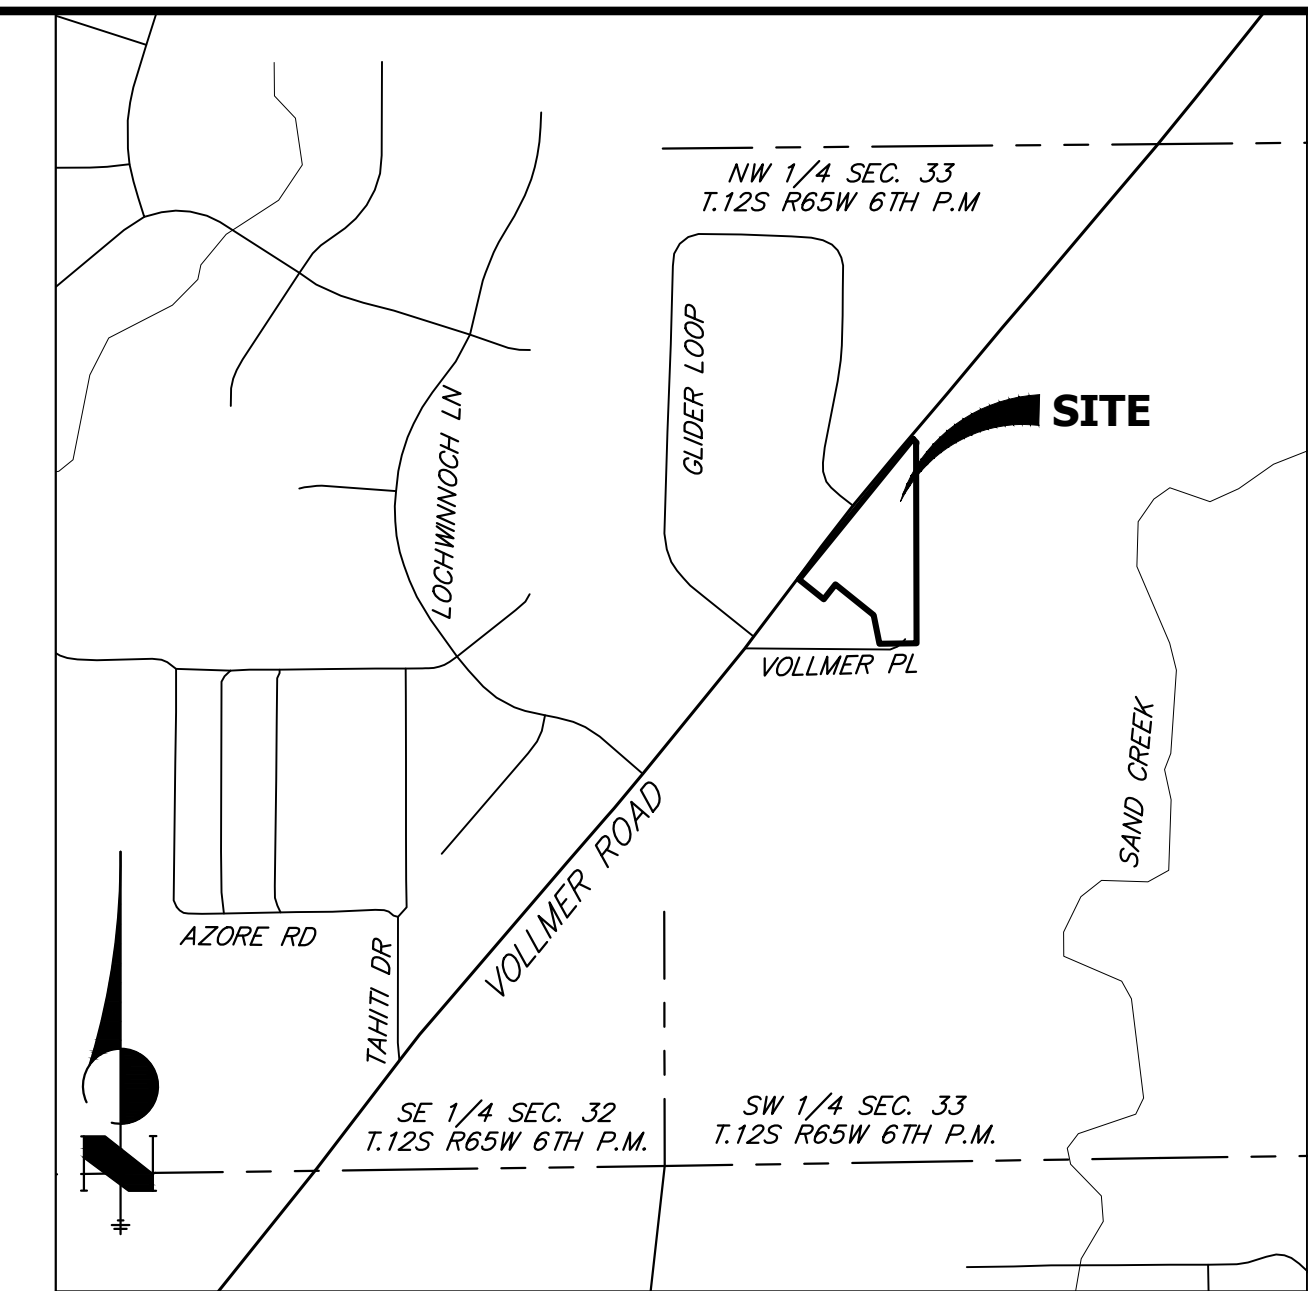 NW 1/4 SEC. 33
T.12S R65W 6TH P.M
GLIDER LOOP
SITE
LOCHWINNOCH LN
VOLLMER PL
SAND CREEK
VOLLMER ROAD
AZORE RD
TAHITI DR
SE 1/4 SEC. 32
T.12S R65W 6TH P.M.
SW 1/4 SEC. 33
T.12S R65W 6TH P.M.
N